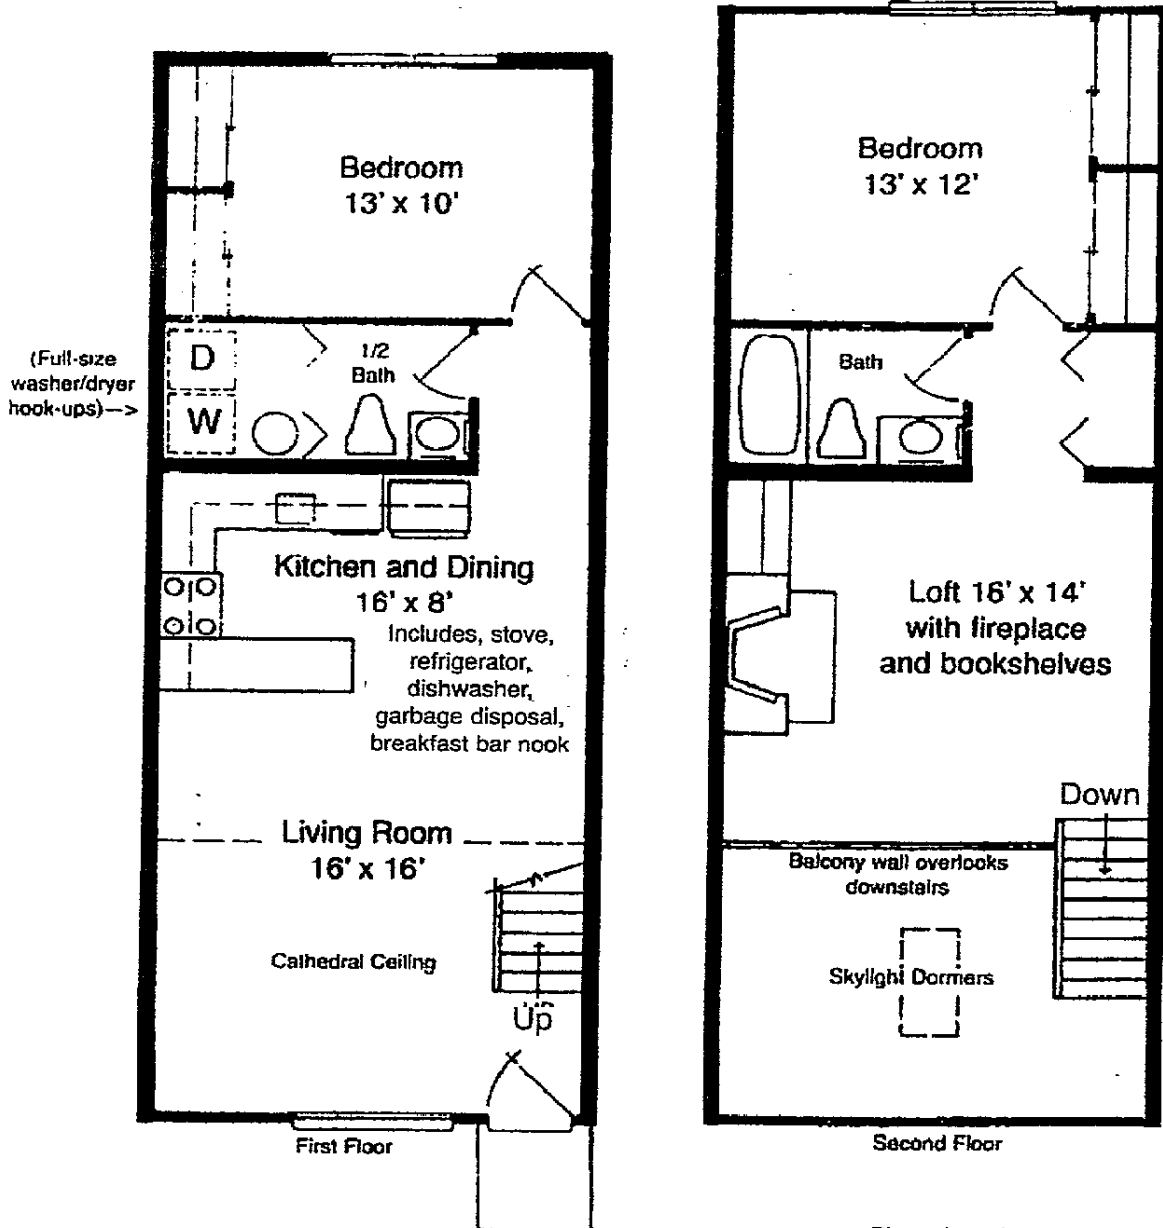 Bedroom
13' x 10'
(Full-size
washer/dryer
hook-ups)-->
D
W
1/2
Bath
Kitchen and Dining
16' x 8'
Includes, stove,
refrigerator,
dishwasher,
garbage disposal,
breakfast bar nook
Living Room
16' x 16'
Cathedral Ceiling
Up
First Floor
Bedroom
13' x 12'
Bath
Loft 16' x 14'
with fireplace
and bookshelves
Down
Balcony wall overlooks
downstairs
Skylight Dormers
Second Floor